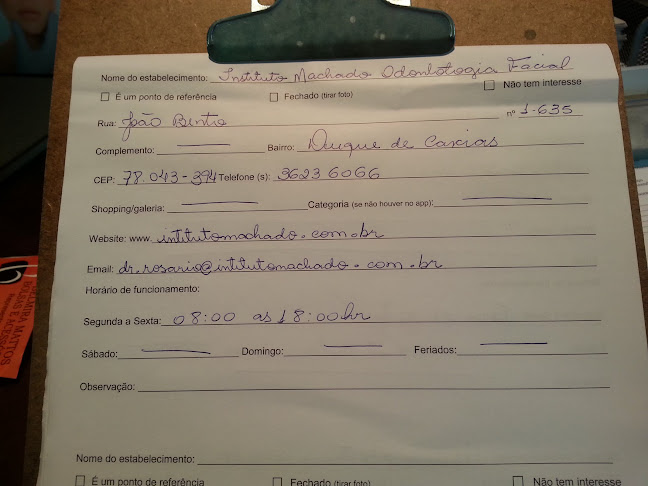 Nome do estabelecimento: Instituto Machado Odontologia Facial
É um ponto de referência Fechado (tirar foto) Não tem interesse
Rua: João Bento nº 1-635
Complemento: Bairro: Duque de Caxias
CEP: 78.043-394 Telefone (s): 3623 6066
Shopping/galeria: Categoria (se não houver no app):
Website: www. intitutomachado.com.br
Email: dr.rosario@intitutomachado.com.br
Horário de funcionamento:
Segunda a Sexta: 08:00 as 18:00hr
Sábado: Domingo: Feriados:
Observação:
Nome do estabelecimento:
É um ponto de referência Fechado (tirar foto) Não tem interesse